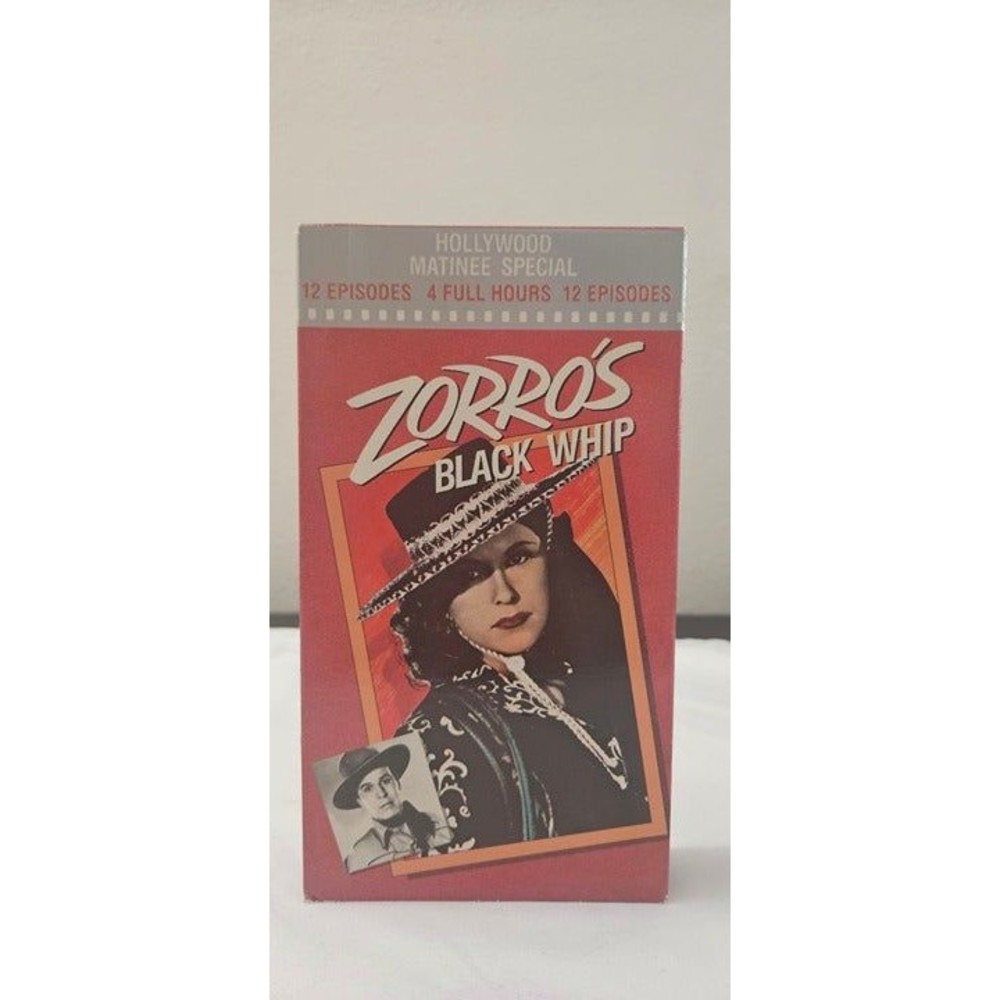 HOLLYWOOD
MATINEE SPECIAL
12 EPISODES 4 FULL HOURS 12 EPISODES
ZORRO'S
BLACK WHIP